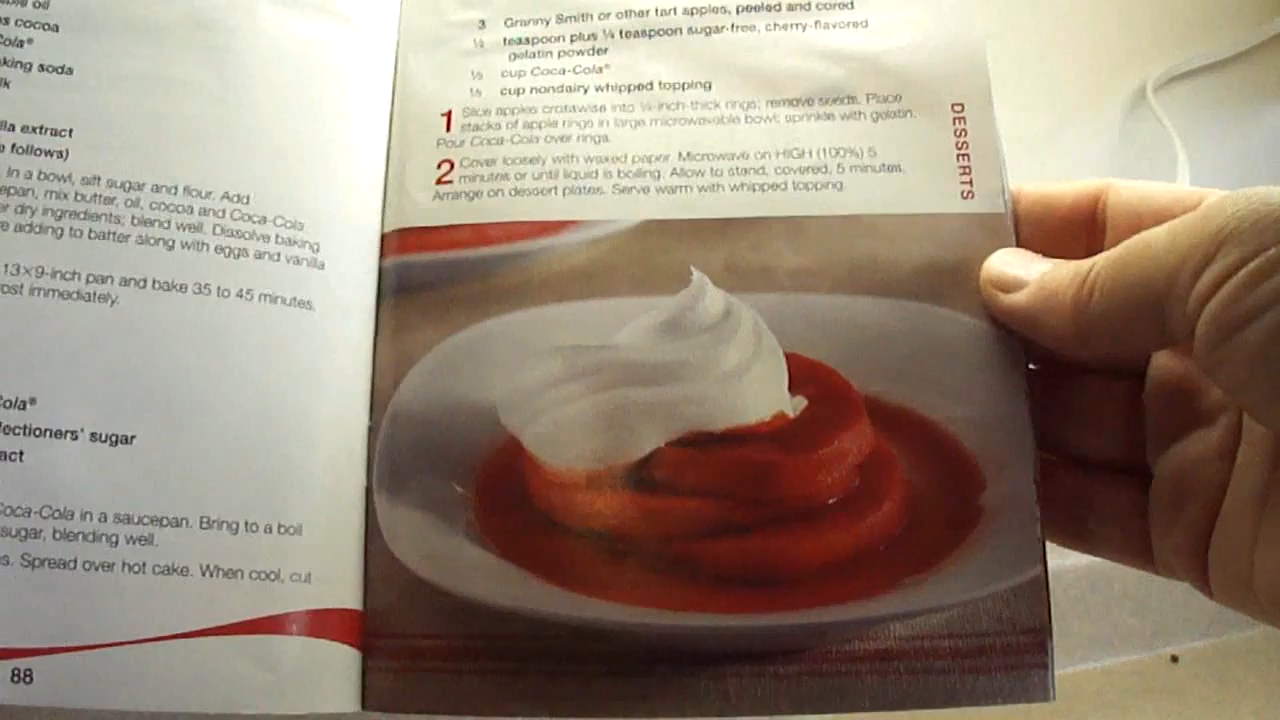 oil
s cocoa
Cola®
king soda
lk
lla extract
follows)
In a bowl, sift sugar and flour. Add
epan, mix butter, oil, cocoa and Coca-Cola
er dry ingredients; blend well. Dissolve baking
e adding to batter along with eggs and vanilla
13×9-inch pan and bake 35 to 45 minutes.
ost immediately.
Cola®
fectioners' sugar
act
Coca-Cola in a saucepan. Bring to a boil
sugar, blending well.
s. Spread over hot cake. When cool, cut
88
3 Granny Smith or other tart apples, peeled and cored
teaspoon plus ¼ teaspoon sugar-free, cherry-flavored
gelatin powder
cup Coca-Cola®
cup nondairy whipped topping
1 Slice apples crosswise into ¼-inch-thick rings; remove seeds. Place
stacks of apple rings in large microwavable bowl; sprinkle with gelatin.
Pour Coca-Cola over rings.
2 Cover loosely with waxed paper. Microwave on HIGH (100%) 5
minutes or until liquid is boiling. Allow to stand, covered, 5 minutes.
Arrange on dessert plates. Serve warm with whipped topping.
DESSERTS